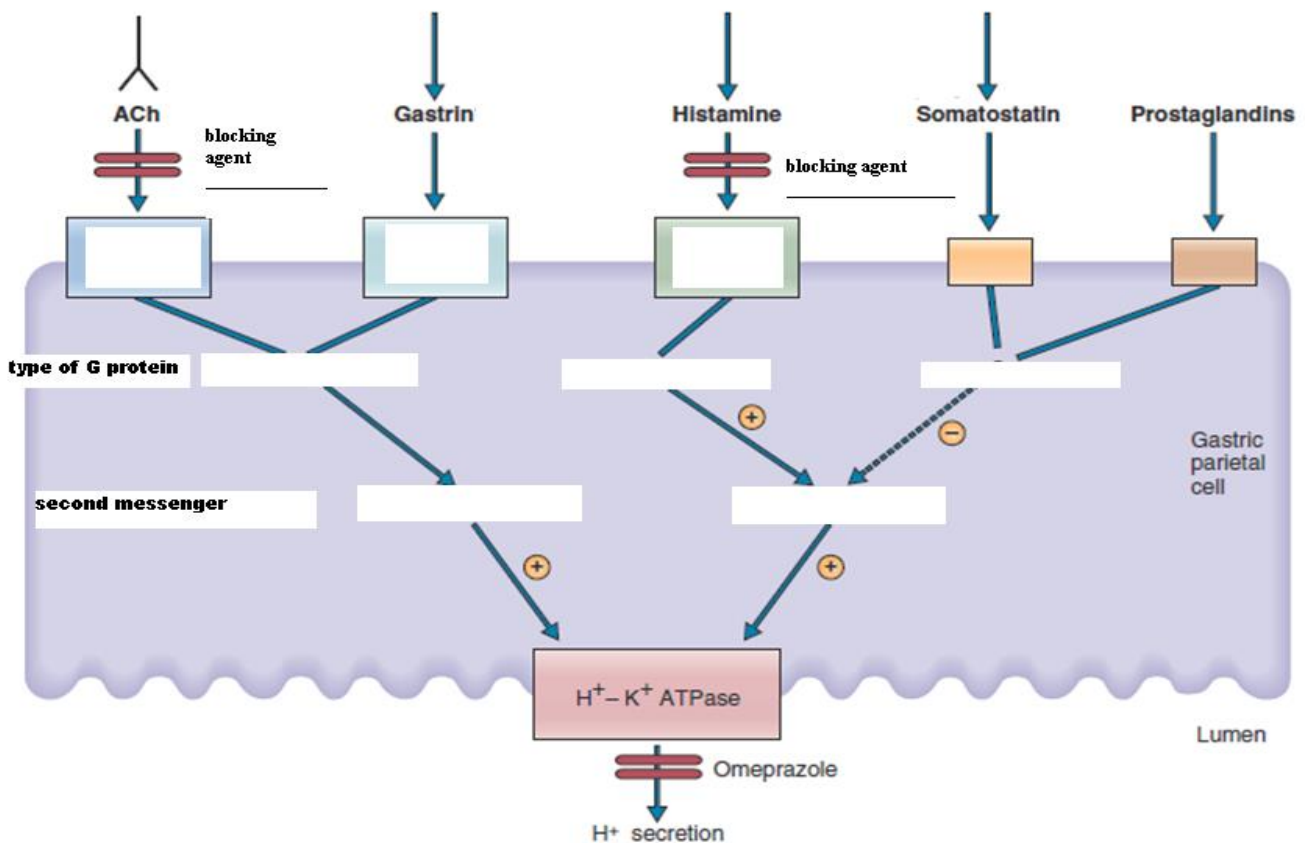 ACh
Gastrin
Histamine
Somatostatin
Prostaglandins
blocking
agent
blocking agent
type of G protein
+
−
Gastric
parietal
cell
second messenger
+
+
H⁺– K⁺ ATPase
Lumen
Omeprazole
H⁺ secretion